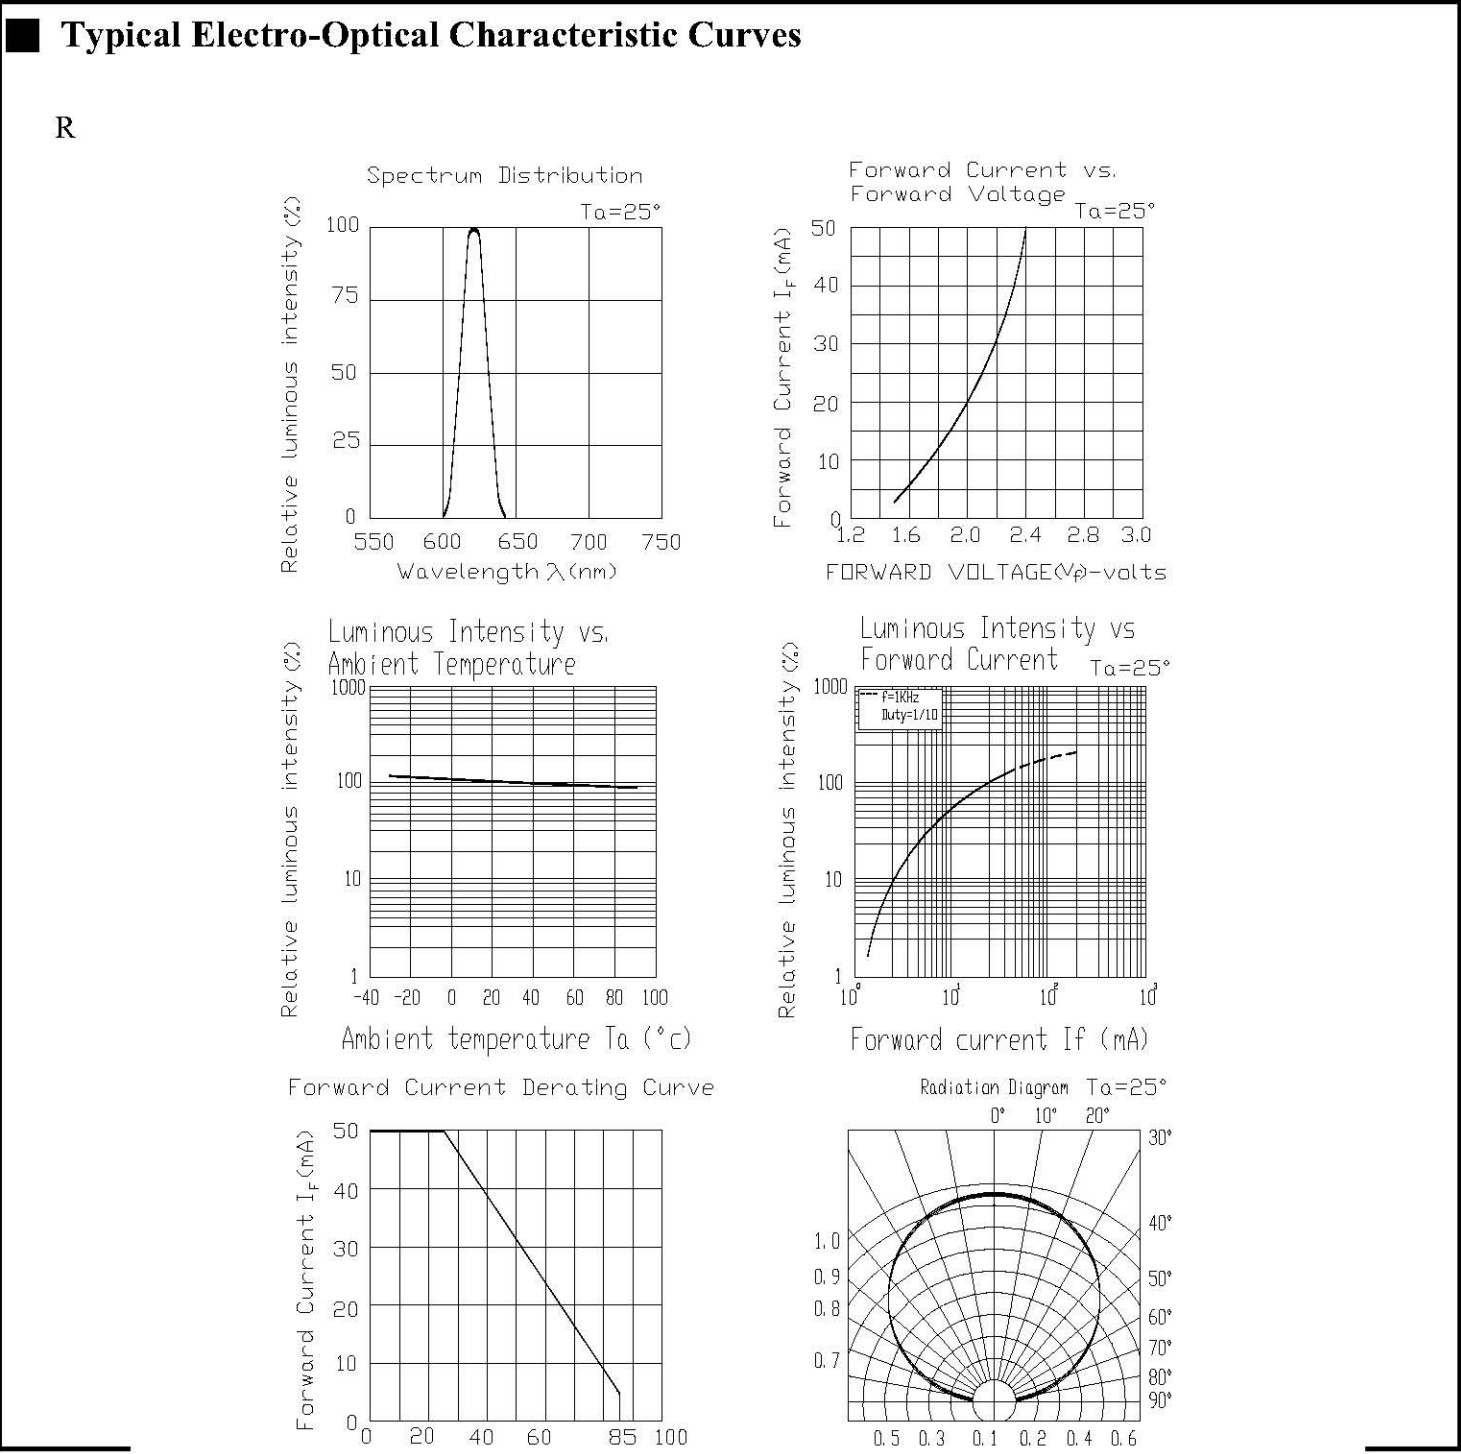 Typical Electro-Optical Characteristic Curves
R
Spectrum Distribution
Ta=25°
Relative luminous intensity (%)
100
75
50
25
0
550 600 650 700 750
Wavelength λ (nm)
Forward Current vs.
Forward Voltage
Ta=25°
Forward Current IF (mA)
50
40
30
20
10
0
1.2 1.6 2.0 2.4 2.8 3.0
FORWARD VOLTAGE(VF)-volts
Luminous Intensity vs.
Ambient Temperature
Relative luminous intensity (%)
1000
100
10
1
-40 -20 0 20 40 60 80 100
Ambient temperature Ta (°c)
Luminous Intensity vs
Forward Current
Ta=25°
Relative luminous intensity (%)
f=1KHz
Duty=1/10
1000
100
10
1
10⁰ 10¹ 10² 10³
Forward current If (mA)
Forward Current Derating Curve
Forward Current IF (mA)
50
40
30
20
10
0
0 20 40 60 85 100
Radiation Diagram Ta=25°
0° 10° 20°
30°
40°
50°
60°
70°
80°
90°
1.0
0.9
0.8
0.7
0.5 0.3 0.1 0.2 0.4 0.6